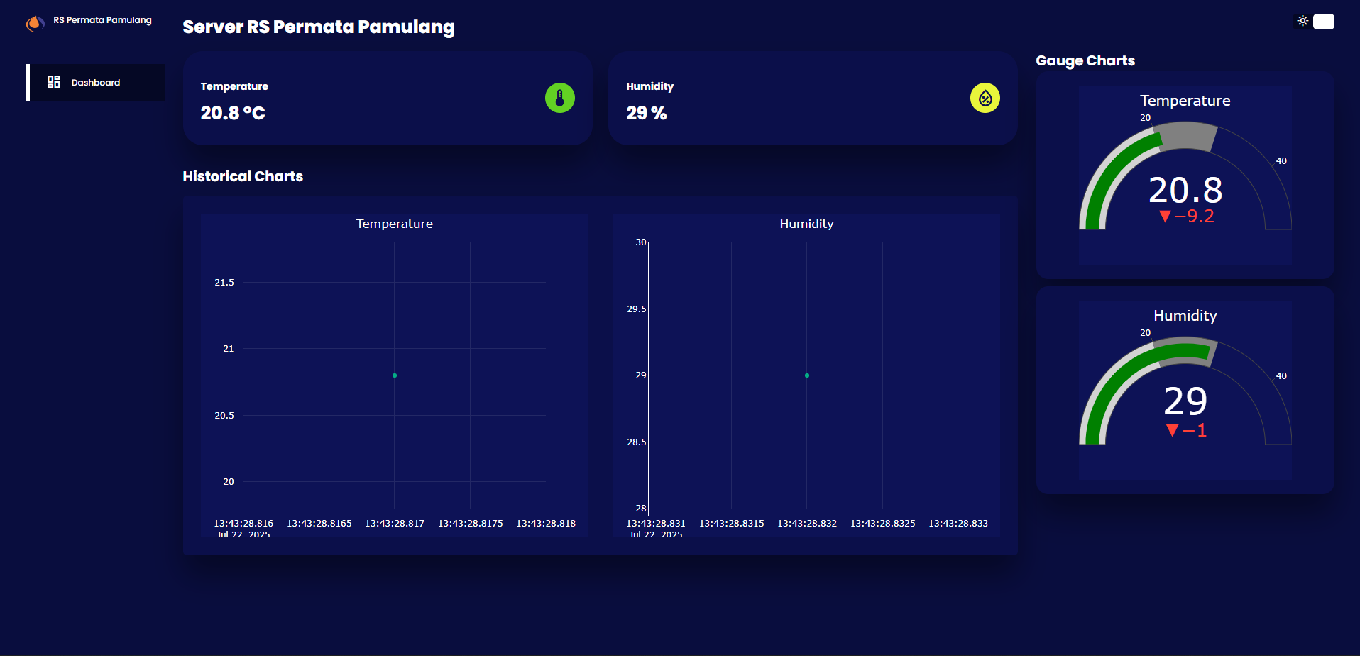 RS Permata Pamulang
Dashboard
Server RS Permata Pamulang
Temperature
20.8 °C
Humidity
29 %
Historical Charts
Temperature
21.5
21
20.5
20
13:43:28.816 13:43:28.8165 13:43:28.817 13:43:28.8175 13:43:28.818
Jul 22, 2025
Humidity
30
29.5
29
28.5
28
13:43:28.831 13:43:28.8315 13:43:28.832 13:43:28.8325 13:43:28.833
Jul 22, 2025
Gauge Charts
Temperature
20
40
20.8
▼−9.2
Humidity
20
40
29
▼−1